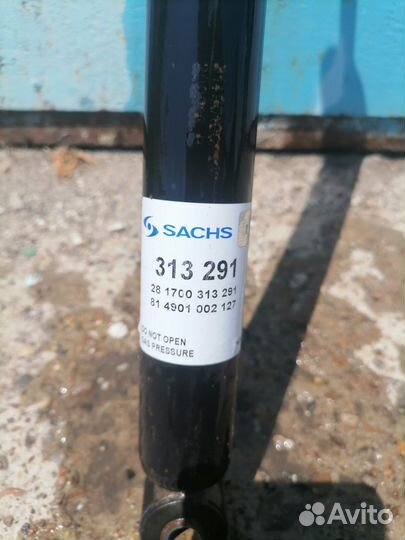 SACHS
313 291
28 1700 313 291
81 4901 002 127
DO NOT OPEN
GAS PRESSURE
Avito